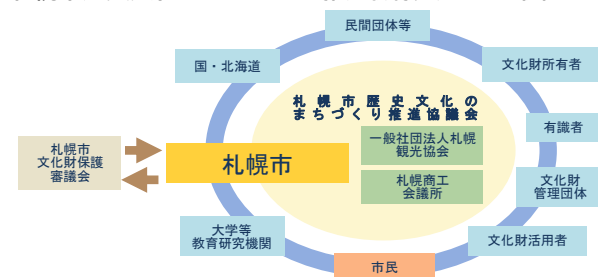 民間団体等
国・北海道
文化財所有者
札幌市歴史文化の
まちづくり推進協議会
有識者
一般社団法人札幌
観光協会
札幌市
文化財保護
審議会
札幌市
札幌商工
会議所
文化財
管理団体
大学等
教育研究機関
文化財活用者
市民